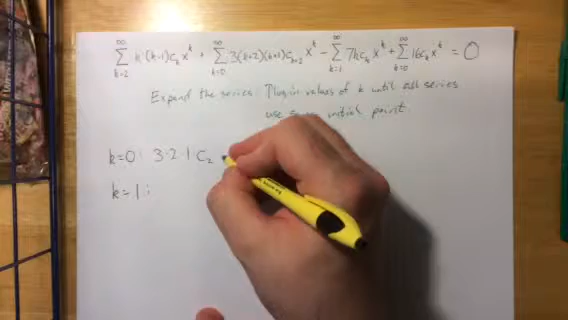 ∞ ∞ ∞ ∞
∑ k·(k-1)c_k x^k + ∑ 3(k+2)(k+1)c_{k+2} x^k - ∑ 7kc_k x^k + ∑ 16c_k x^k = 0
k=2 k=0 k=1 k=0
Expand the series. Plug in values of k until all series
use same initial point.
k=0: 3·2·1 c₂
k=1: